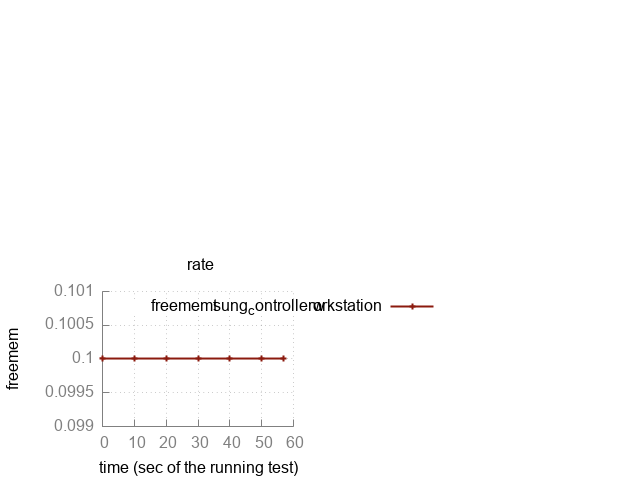 rate
0.101
freememtsung_controllerworkstation
0.1005
0.1
0.0995
0.099
freemem
0 10 20 30 40 50 60
time (sec of the running test)